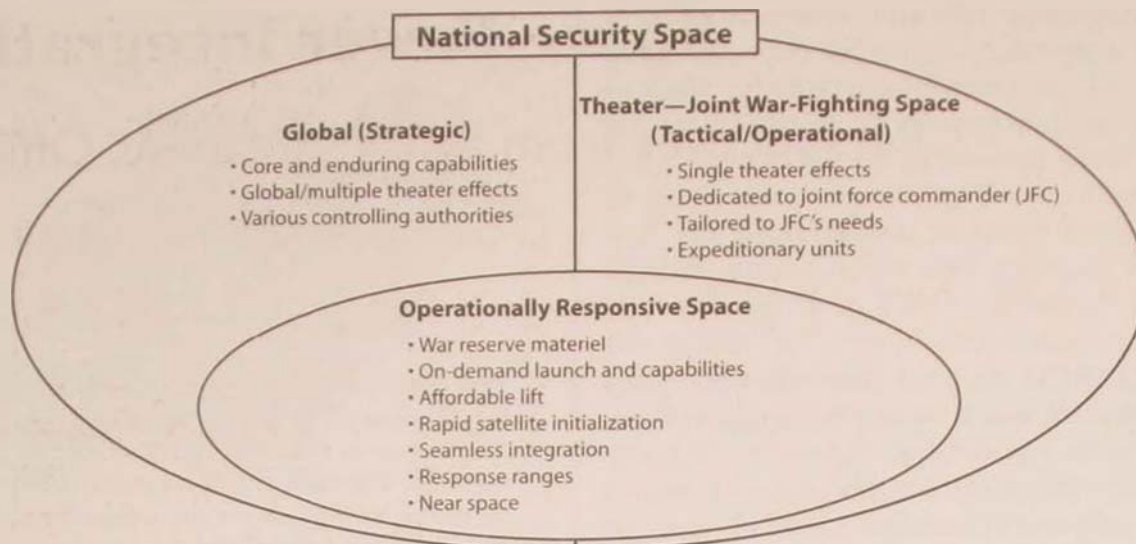 National Security Space
Global (Strategic)
• Core and enduring capabilities
• Global/multiple theater effects
• Various controlling authorities
Theater—Joint War-Fighting Space
(Tactical/Operational)
• Single theater effects
• Dedicated to joint force commander (JFC)
• Tailored to JFC's needs
• Expeditionary units
Operationally Responsive Space
• War reserve materiel
• On-demand launch and capabilities
• Affordable lift
• Rapid satellite initialization
• Seamless integration
• Response ranges
• Near space